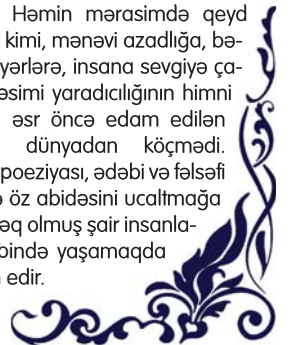 Həmin mərasimdə qeyd
kimi, mənəvi azadlığa, bə-
yərlərə, insana sevgiyə ça-
əsimi yaradıcılığının himni
əsr öncə edam edilən
dünyadan köçmədi.
poeziyası, ədəbi və fəlsəfi
öz abidəsini ucaltmağa
əq olmuş şair insanla-
bində yaşamaqda
edir.